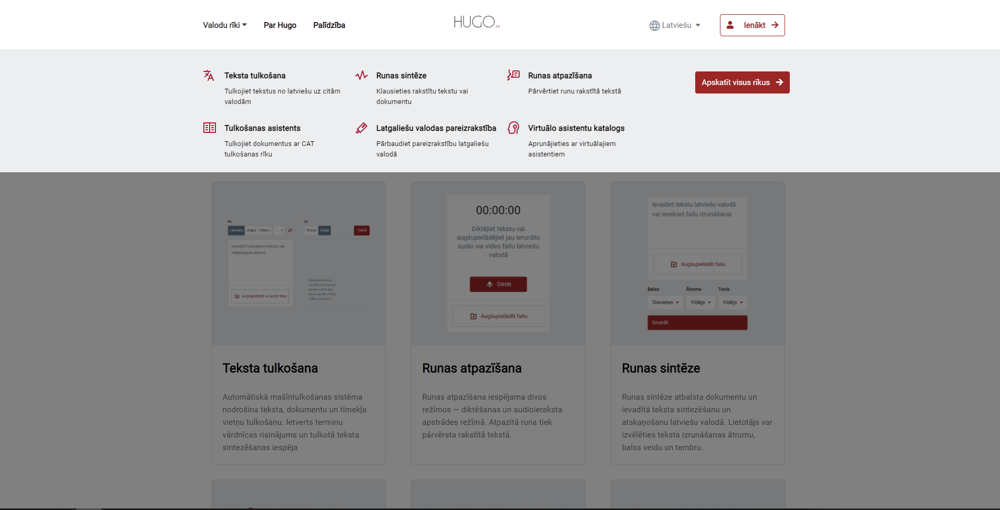 Valodu rīki
Par Hugo
Palīdzība
HUGO.LV
Latviešu
Ienākt
Teksta tulkošana
Tulkojiet tekstus no latviešu uz citām
valodām
Runas sintēze
Klausieties rakstītu tekstu vai
dokumentu
Runas atpazīšana
Pārvērtiet runu rakstītā tekstā
Apskatīt visus rīkus
Tulkošanas asistents
Tulkojiet dokumentus ar CAT
tulkošanas rīku
Latgaliešu valodas pareizrakstība
Pārbaudiet pareizrakstību latgaliešu
valodā
Virtuālo asistentu katalogs
Aprunājieties ar virtuālajiem
asistentiem
No
Latviešu Angļu Krievu ...
Uz
Krievu Angļu
Tulkot
Ievadiet tulkojamo tekstu vai
mājaslapas adresi
Augšupielādēt vai ievilkt failu
00:00:00
Diktējiet tekstu vai
augšupielādējiet jau ierunātu
audio vai video failu latviešu
valodā
Diktēt
Augšupielādēt failu
Ievadiet tekstu latviešu valodā
vai ievelciet failu izrunāšanai
Augšupielādēt failu
Balss Ātrums Tonis
Sievietes Vidējs Vidējs
Izrunāt
Teksta tulkošana
Automātiskā mašīntulkošanas sistēma
nodrošina teksta, dokumentu un tīmekļa
vietņu tulkošanu. Ietverts terminu
vārdnīcas risinājums un tulkotā teksta
sintezēšanas iespēja
Runas atpazīšana
Runas atpazīšana iespējama divos
režīmos — diktēšanas un audioieraksta
apstrādes režīmā. Atpazītā runa tiek
pārvērsta rakstītā tekstā.
Runas sintēze
Runas sintēze atbalsta dokumentu un
ievadītā teksta sintezēšanu un
atskaņošanu latviešu valodā. Lietotājs var
izvēlēties teksta izrunāšanas ātrumu,
balss veidu un tembru.